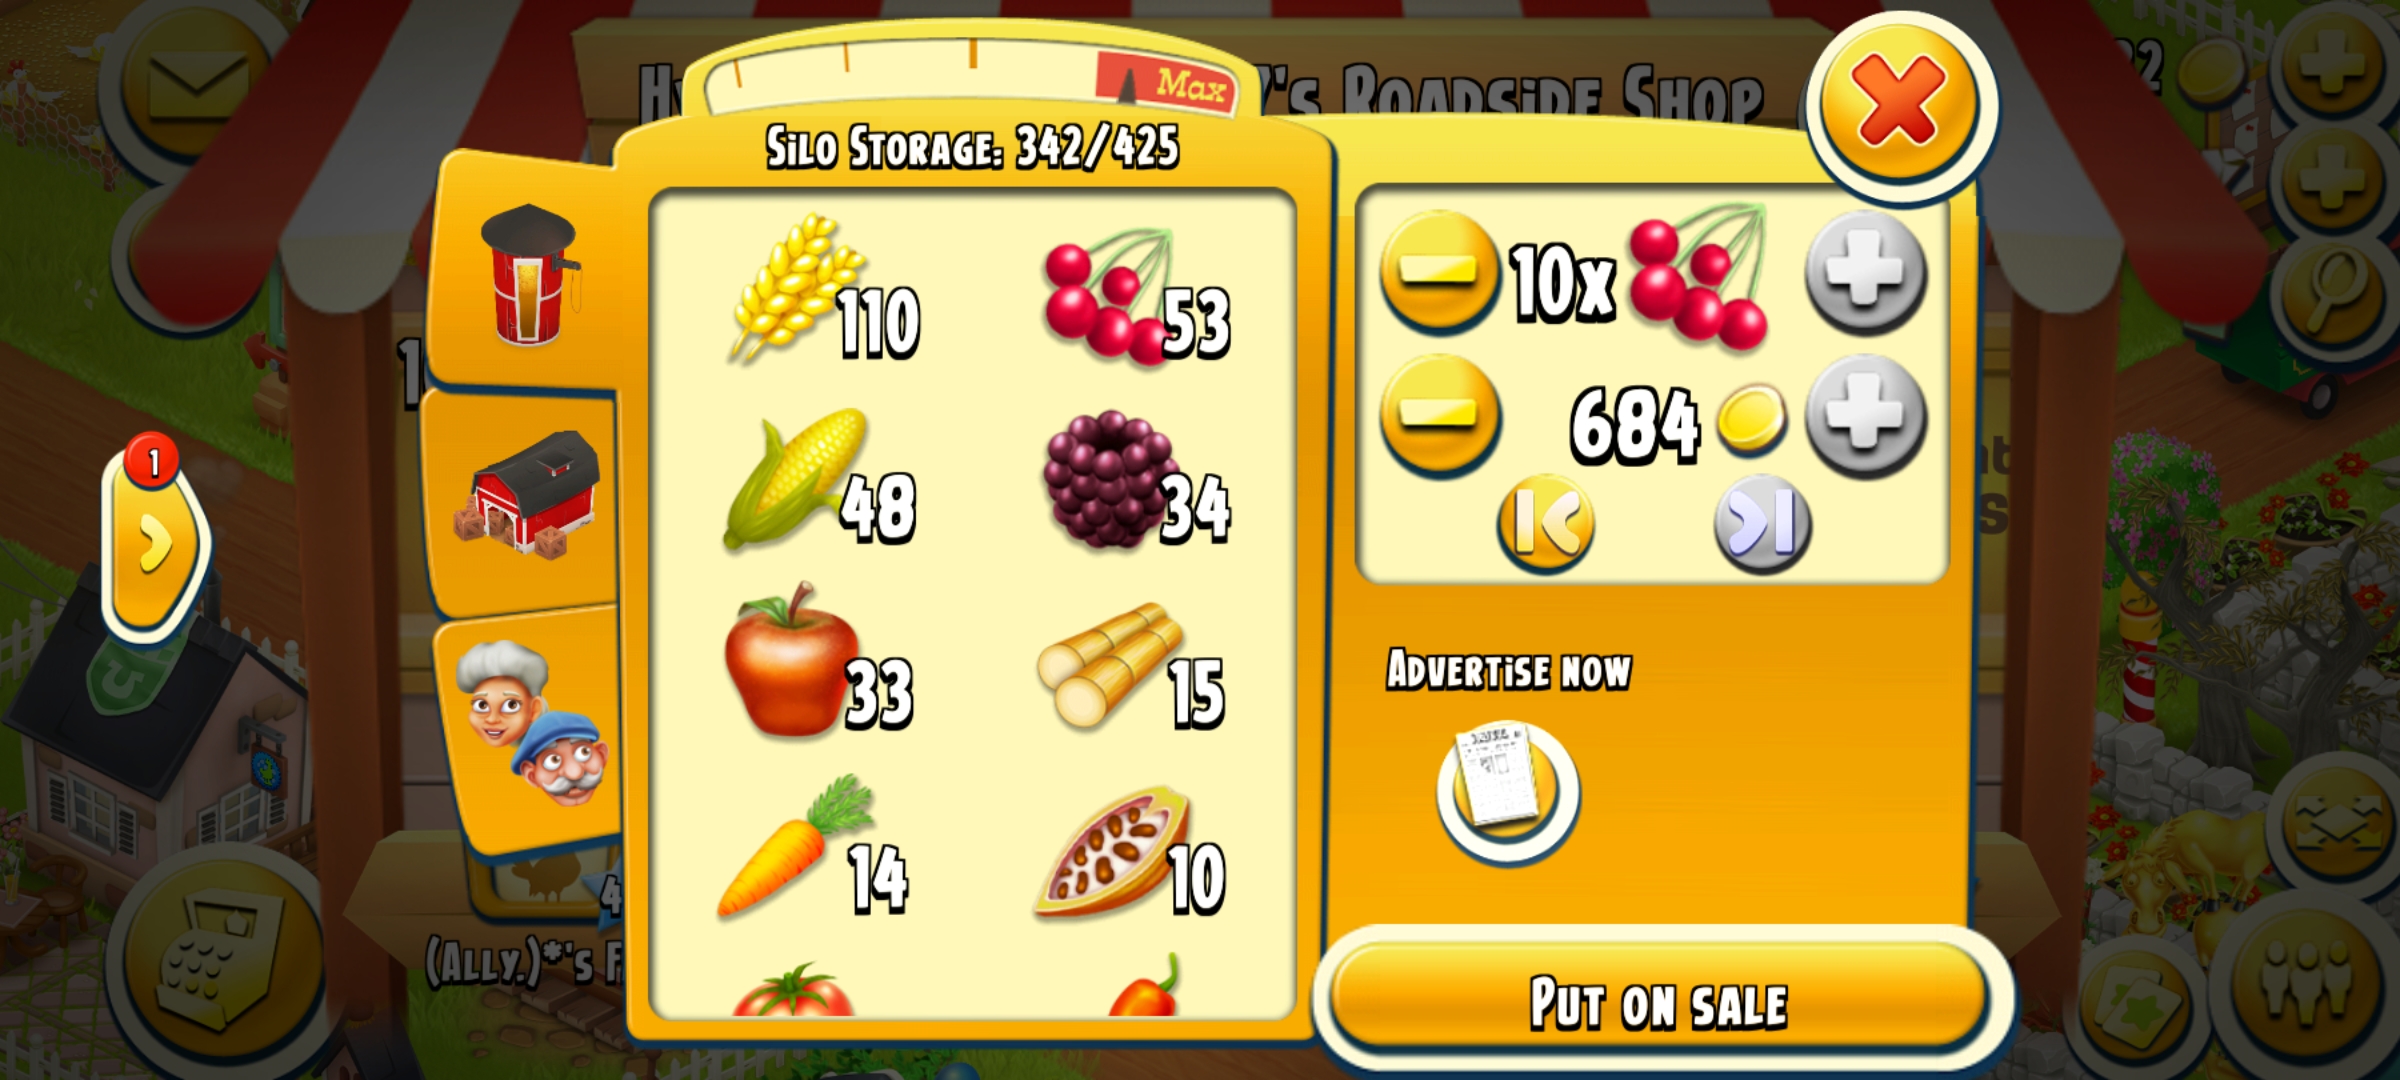 's Roadside Shop
Max
Silo Storage: 342/425
110
53
10x
48
34
684
1
33
15
Advertise now
14
10
(Ally.)*'s
Put on sale